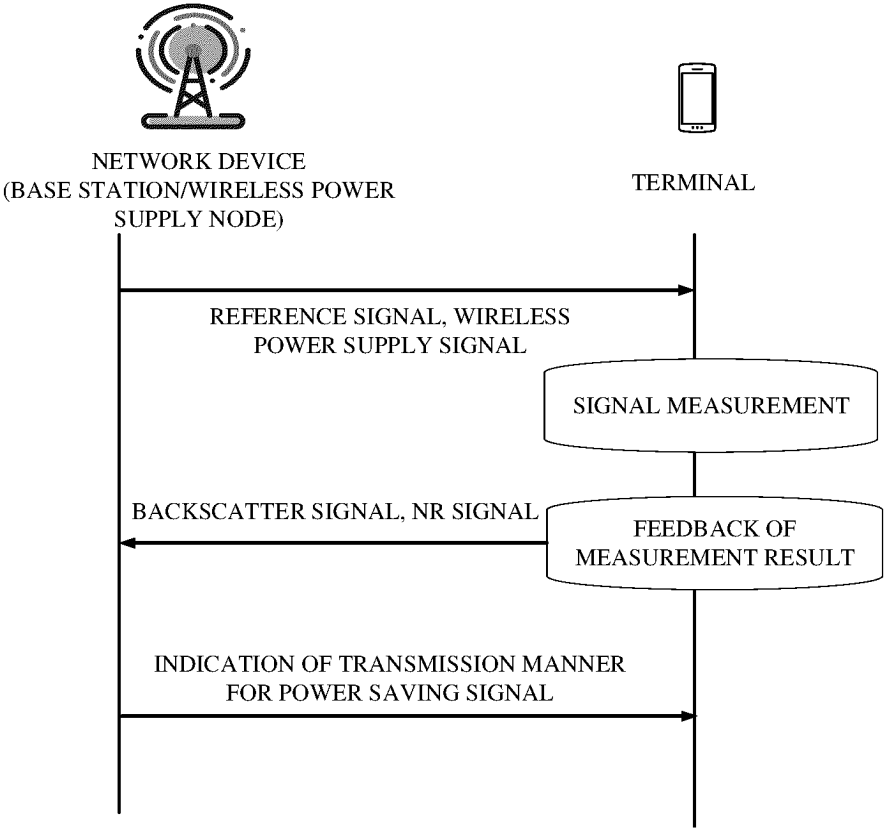 NETWORK DEVICE
(BASE STATION/WIRELESS POWER
SUPPLY NODE)
TERMINAL
REFERENCE SIGNAL, WIRELESS
POWER SUPPLY SIGNAL
SIGNAL MEASUREMENT
BACKSCATTER SIGNAL, NR SIGNAL
FEEDBACK OF
MEASUREMENT RESULT
INDICATION OF TRANSMISSION MANNER
FOR POWER SAVING SIGNAL